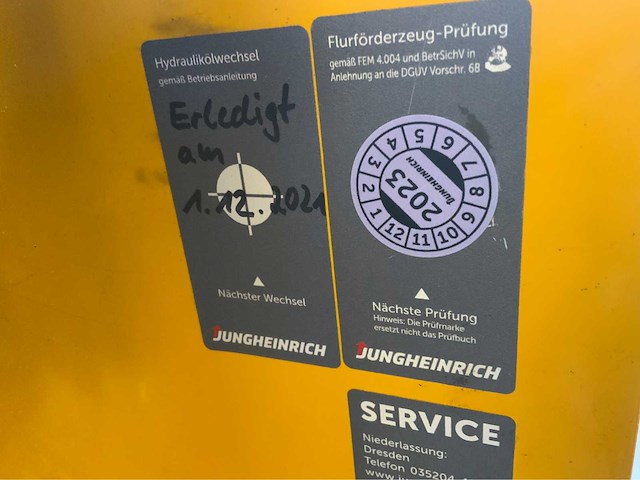 Hydraulikölwechsel
gemäß Betriebsanleitung
Erledigt
am
1.12.2021
Nächster Wechsel
JUNGHEINRICH
Flurförderzeug-Prüfung
gemäß FEM 4.004 und BetrSichV in
Anlehnung an die DGUV Vorschr. 68
1 2 3 4 5 6 7 8 9 10 11 12
2023
JUNGHEINRICH
Nächste Prüfung
Hinweis: Die Prüfmarke
ersetzt nicht das Prüfbuch
JUNGHEINRICH
SERVICE
Niederlassung:
Dresden
Telefon 035204